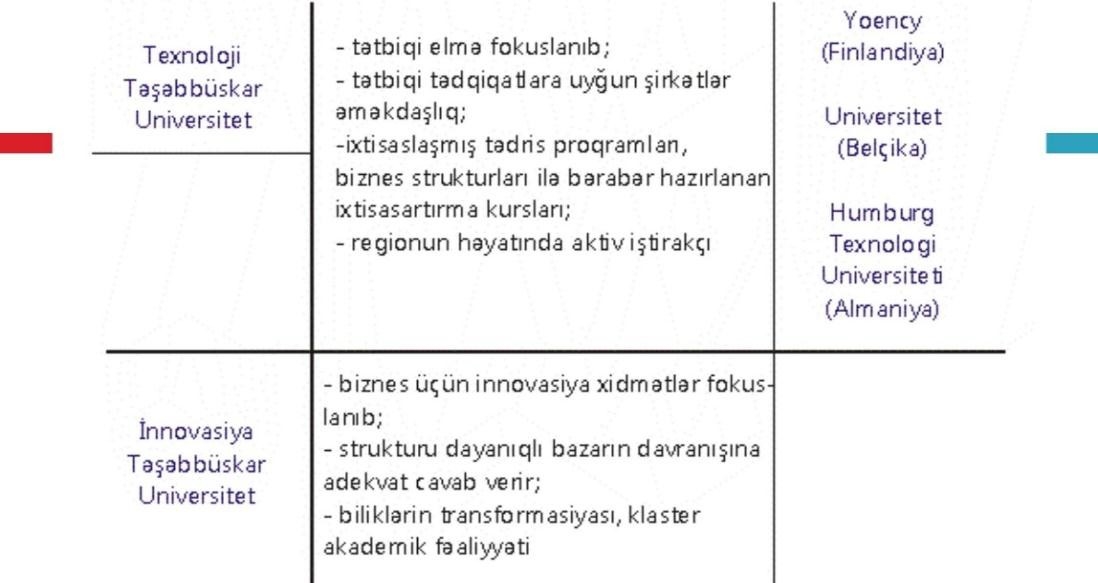 Texnoloji
Təşəbbüskar
Universitet
- tətbiqi elmə fokuslanıb;
- tətbiqi tədqiqatlara uyğun şirkətlər
əməkdaşlıq;
-ixtisaslaşmış tədris proqramları,
biznes strukturları ilə bərabər hazırlanan
ixtisasartırma kursları;
- regionun həyatında aktiv iştirakçı
Yoency
(Finlandiya)
Universitet
(Belçika)
Humburg
Texnologi
Universiteti
(Almaniya)
İnnovasiya
Təşəbbüskar
Universitet
- biznes üçün innovasiya xidmətlər fokus-
lanıb;
- strukturu dayanıqlı bazarın davranışına
adekvat cavab verir;
- biliklərin transformasiyası, klaster
akademik fəaliyyəti